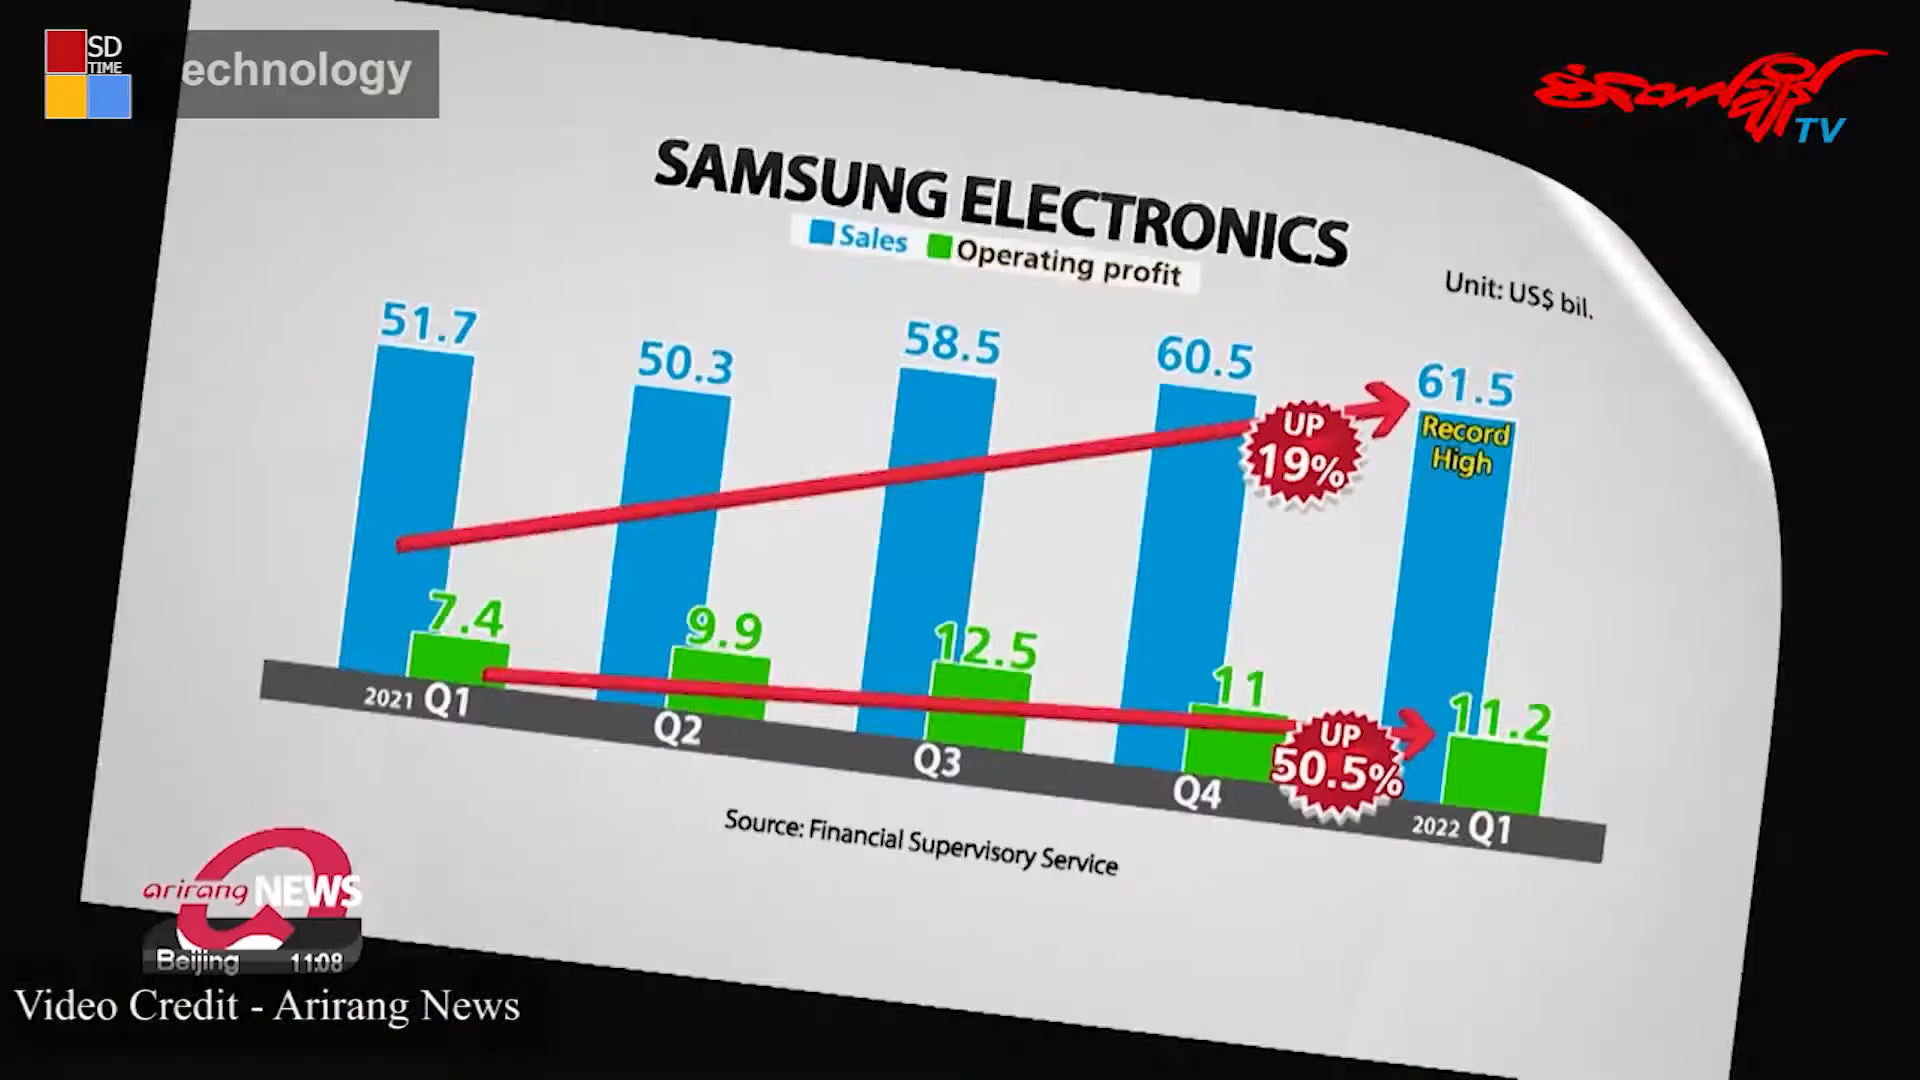 SD
TIME
echnology
TV
SAMSUNG ELECTRONICS
Sales Operating profit
Unit: US$ bil.
51.7 50.3 58.5 60.5 61.5
Record
High
UP
19%
7.4 9.9 12.5 11 11.2
UP
50.5%
2021 Q1 Q2 Q3 Q4 2022 Q1
Source: Financial Supervisory Service
arirang NEWS
Beijing 11:08
Video Credit - Arirang News